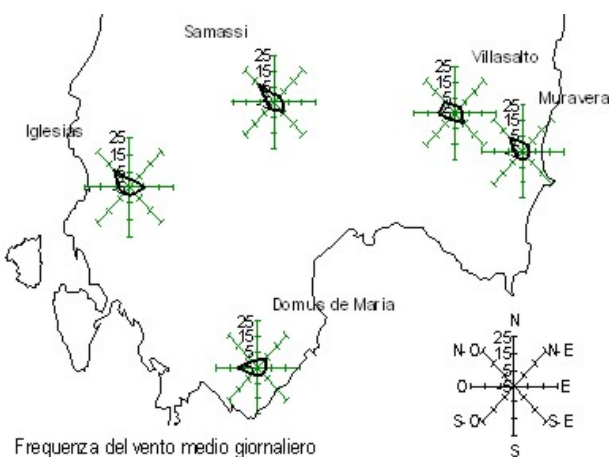 Samassi
25
15
5
Villasalto
25
15
5
Muravera
25
15
5
Iglesias
25
15
5
Domus de Maria
25
15
5
N
25
N-O
15
N-E
5
O
E
S-O
S-E
S
Frequenza del vento medio giornaliero